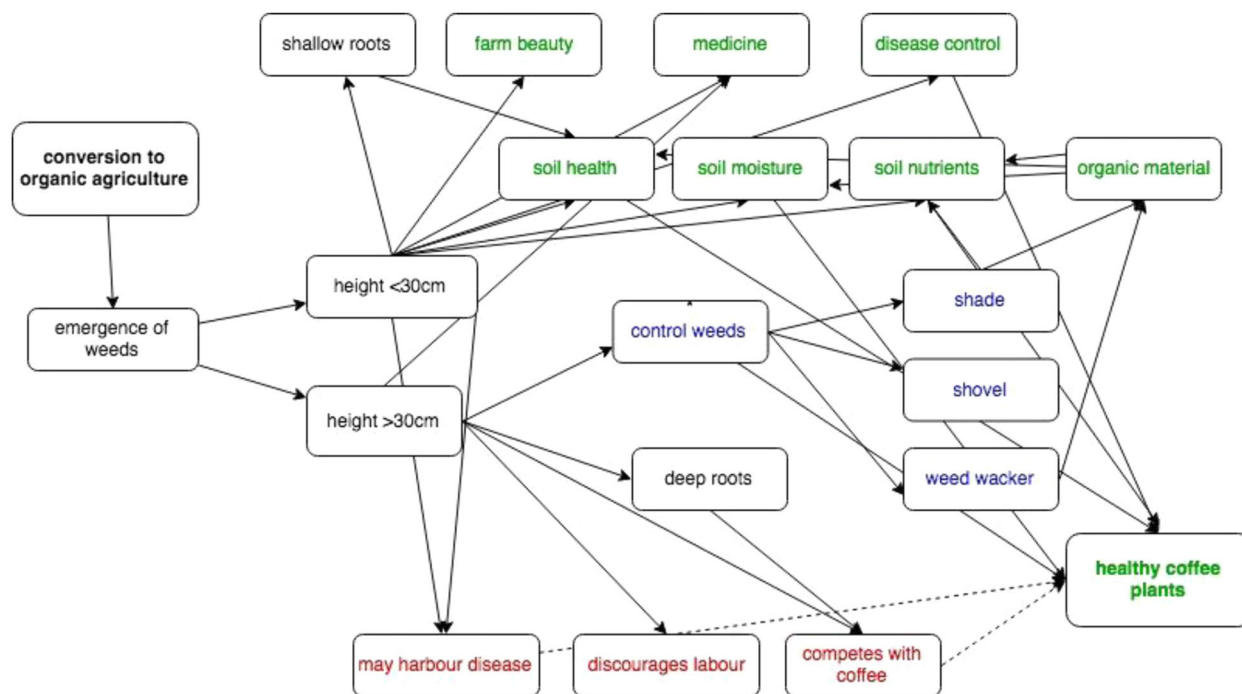 shallow roots
farm beauty
medicine
disease control
conversion to
organic agriculture
soil health
soil moisture
soil nutrients
organic material
height <30cm
shade
emergence of
weeds
control weeds
shovel
height >30cm
deep roots
weed wacker
healthy coffee
plants
may harbour disease
discourages labour
competes with
coffee